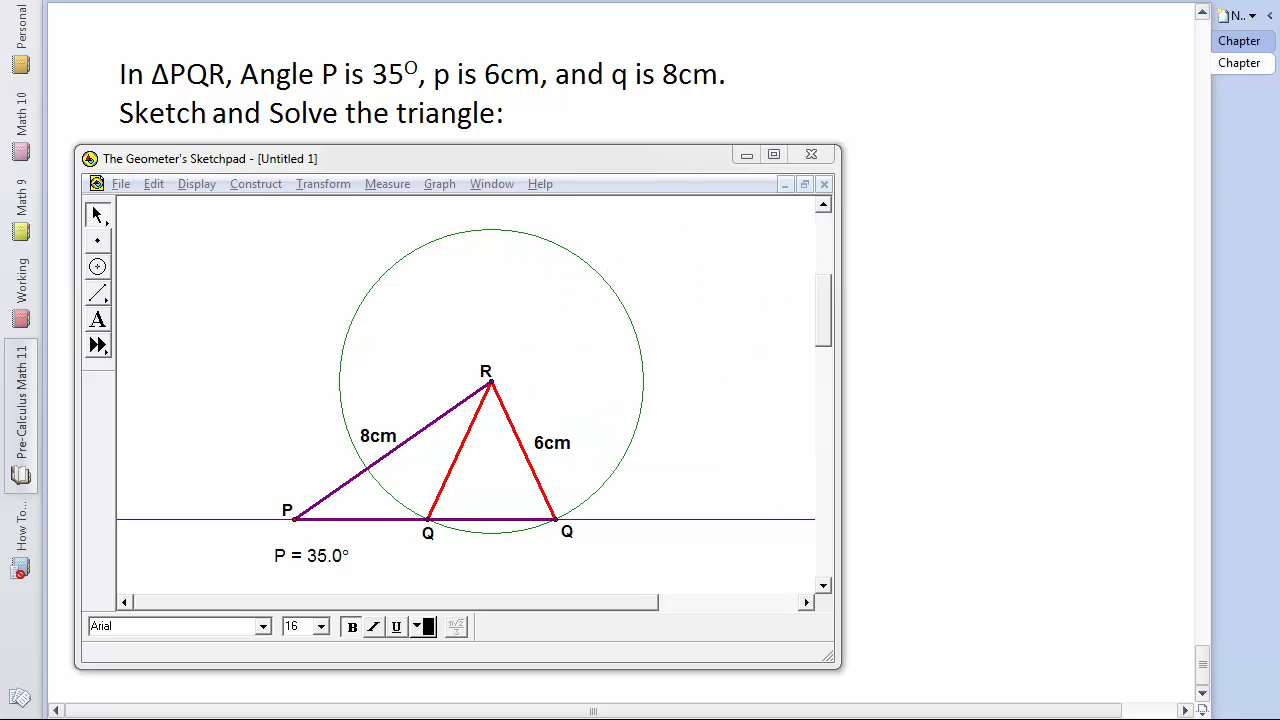 In ΔPQR, Angle P is 35O, p is 6cm, and q is 8cm.
Sketch and Solve the triangle:
The Geometer's Sketchpad - [Untitled 1]
File Edit Display Construct Transform Measure Graph Window Help
A
R
8cm
6cm
P
Q
Q
P = 35.0°
Arial
16
B I U
Personal
Math 10
Math 9
Working
Pre-Calculus Math 11
How To...
N..
Chapter
Chapter